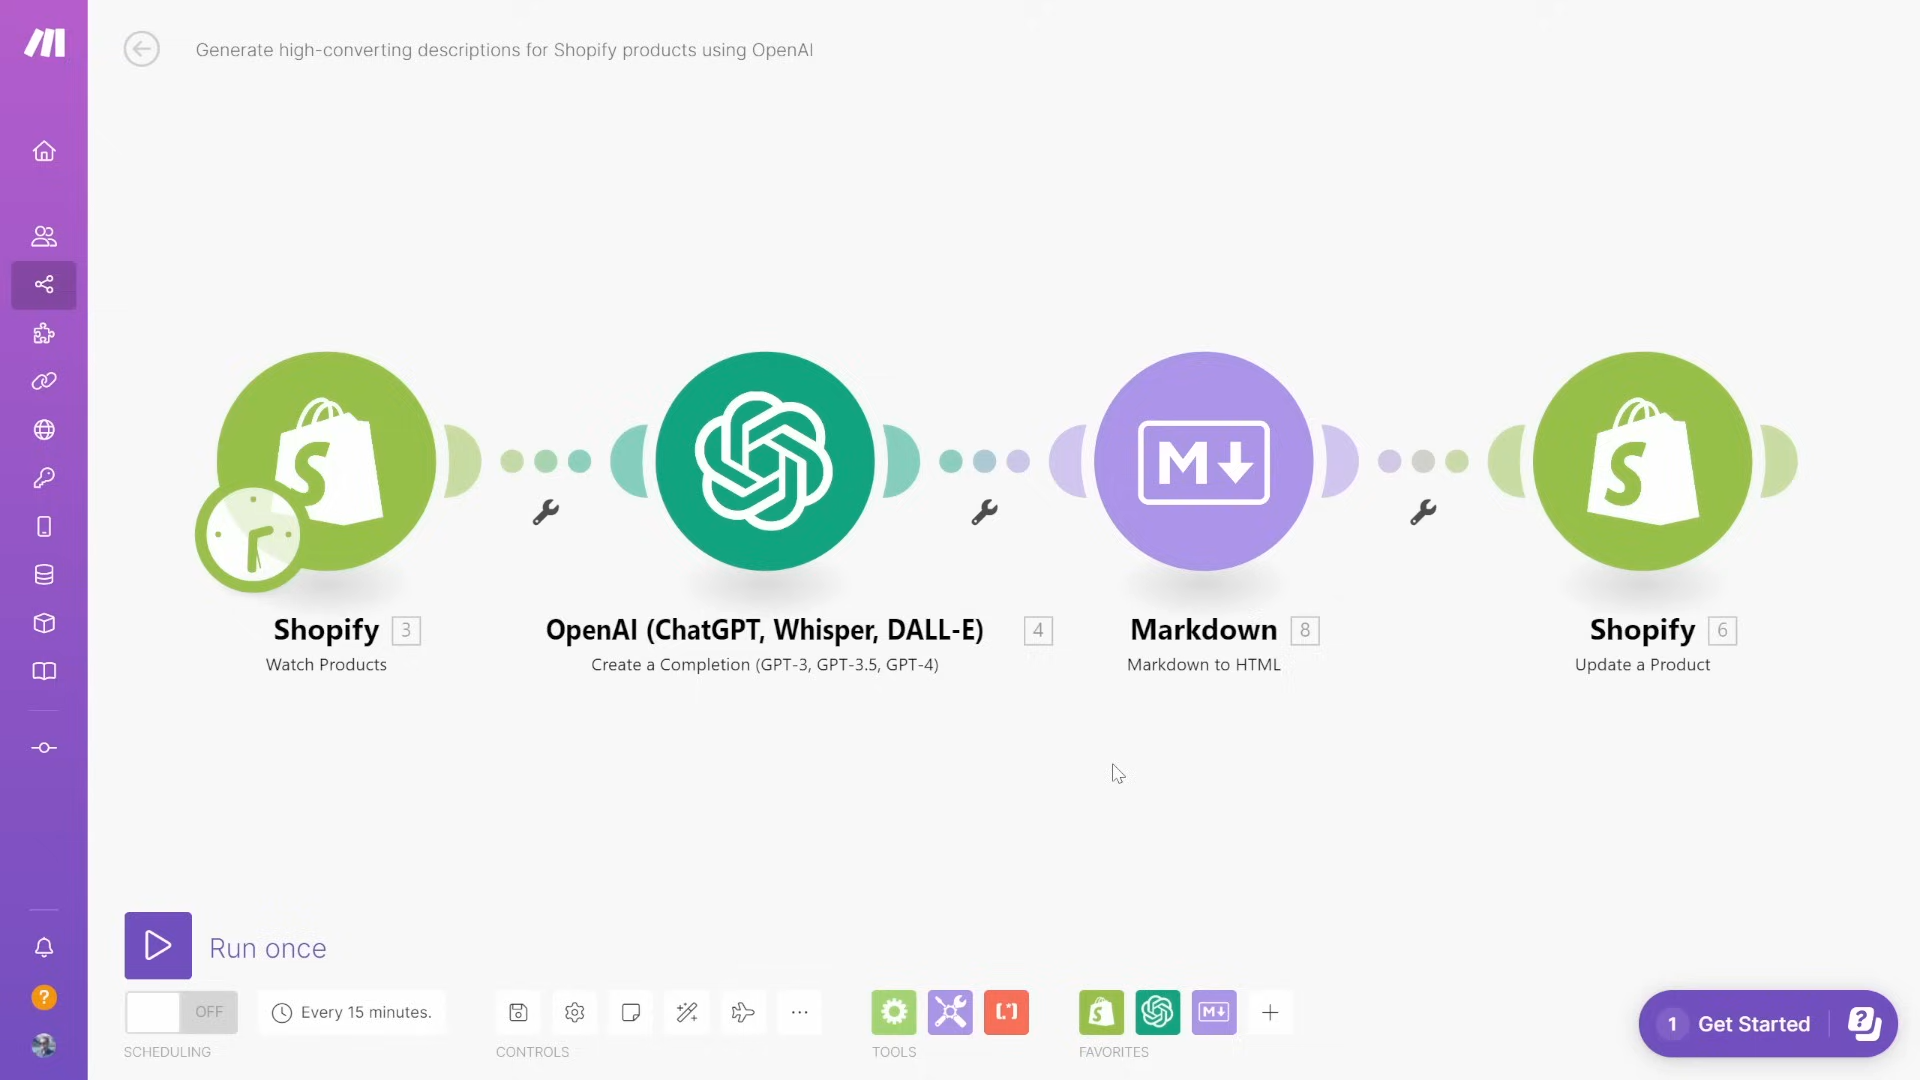 Generate high-converting descriptions for Shopify products using OpenAI
Shopify 3
Watch Products
OpenAI (ChatGPT, Whisper, DALL-E) 4
Create a Completion (GPT-3, GPT-3.5, GPT-4)
Markdown 8
Markdown to HTML
Shopify 6
Update a Product
Run once
OFF
Every 15 minutes.
SCHEDULING
CONTROLS
TOOLS
FAVORITES
1 Get Started